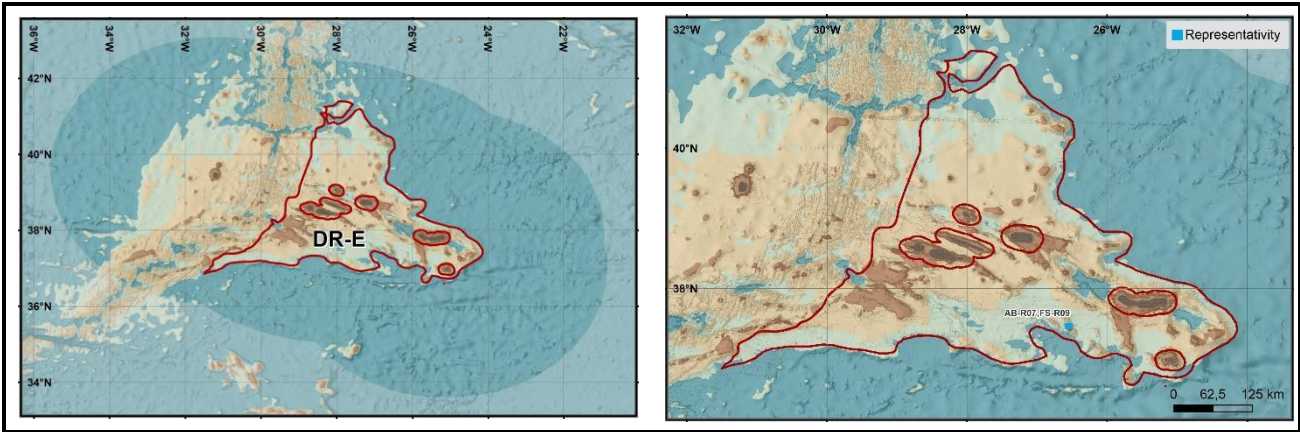 36°W 32°W 30°W 28°W 26°W 24°W 22°W
42°N
40°N
38°N
36°N
34°N
DR-E
32°W 30°W 28°W 26°W
Representativity
40°N
38°N
AB-R07;FS-R09
0 62,5 125 km